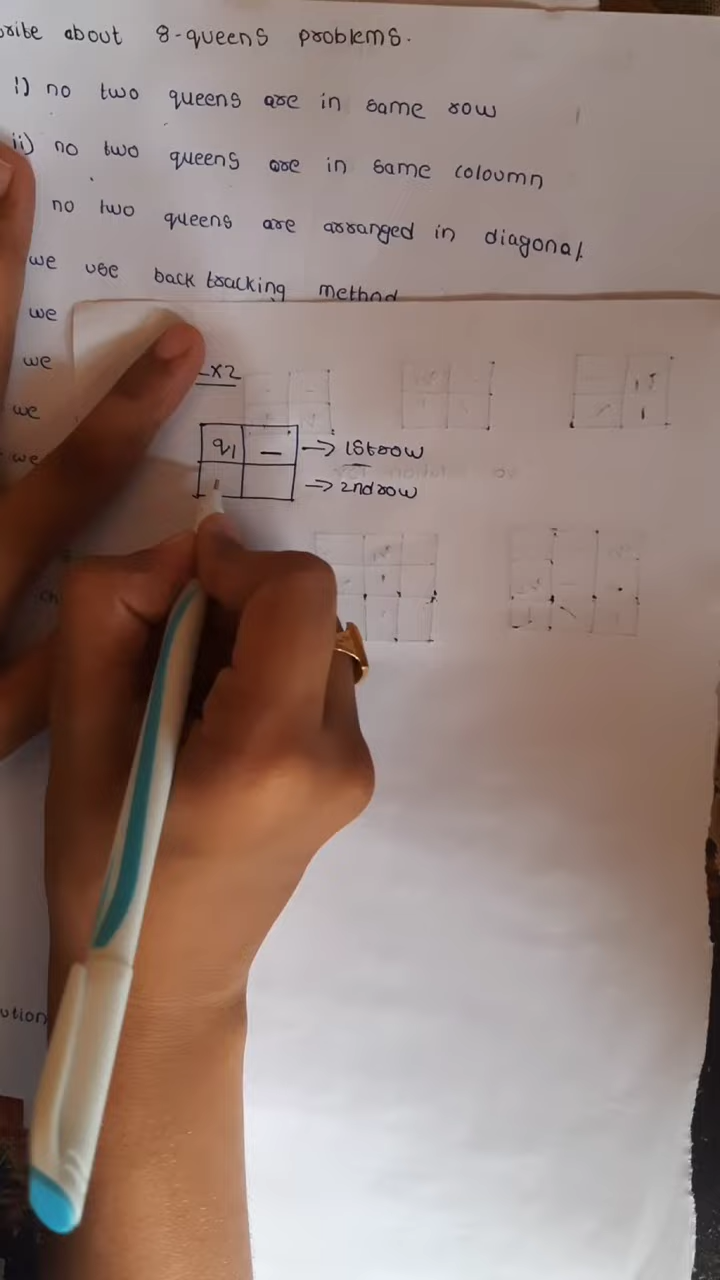 about 8-queens problems.
i) no two queens are in same row
ii) no two queens are in same coloumn
no two queens are arranged in diagonal
we use back tracking method
we
we
we
we
x2
q1 — → 1st row
→ 2nd row